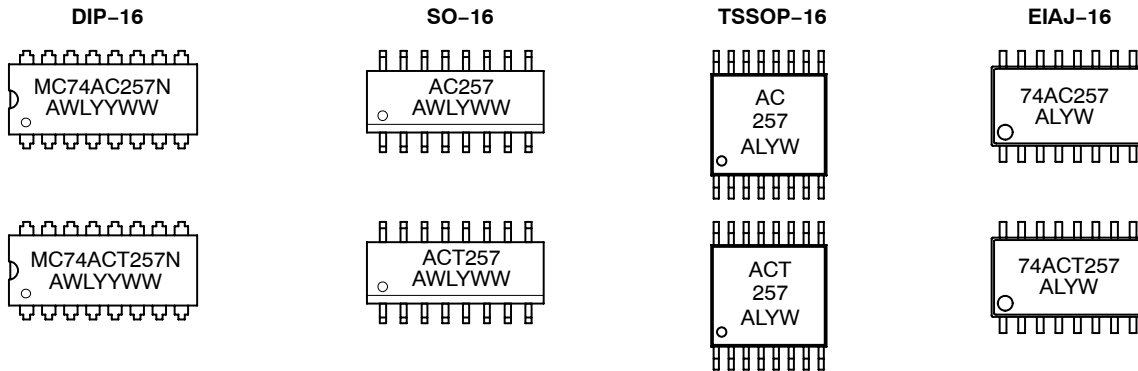 DIP–16
SO–16
TSSOP–16
EIAJ–16
MC74AC257N
AWLYYWW
AC257
AWLYWW
AC
257
ALYW
74AC257
ALYW
MC74ACT257N
AWLYYWW
ACT257
AWLYWW
ACT
257
ALYW
74ACT257
ALYW